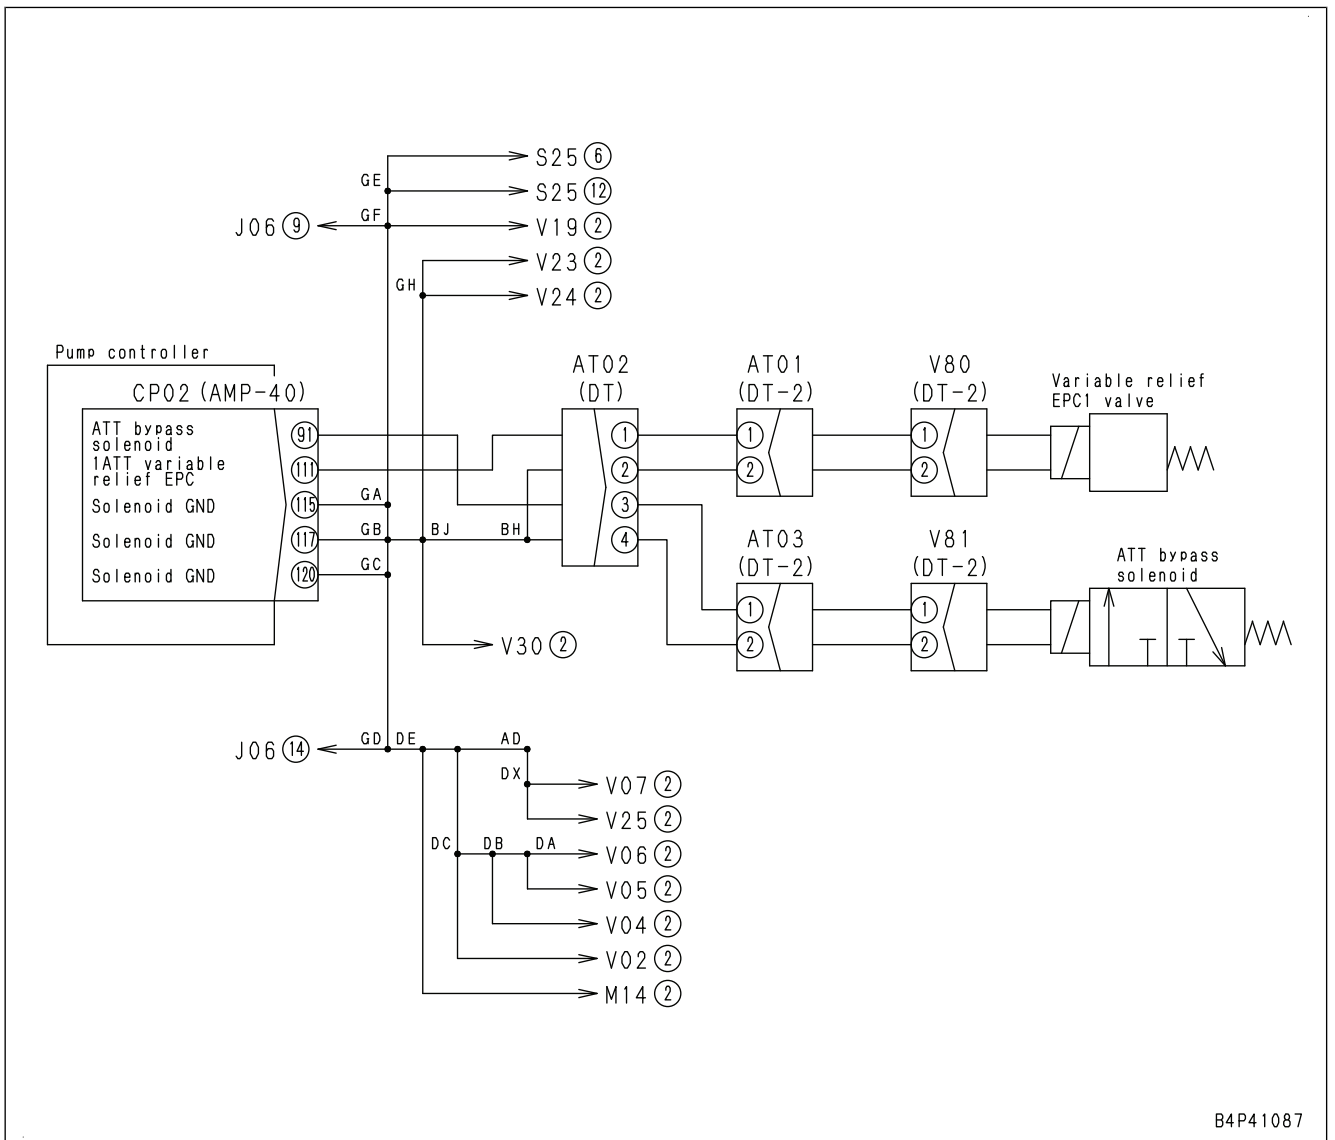 S25 6
GE
S25 12
J06 9 GF V19 2
V23 2
GH
V24 2
Pump controller
CP02 (AMP-40)
AT02
(DT)
AT01
(DT-2)
V80
(DT-2)
Variable relief
EPC1 valve
ATT bypass
solenoid
91
1ATT variable
relief EPC
111
Solenoid GND 115 GA
Solenoid GND 117 GB BJ BH
Solenoid GND 120 GC
1
2
3
4
1
2
1
2
AT03
(DT-2)
V81
(DT-2)
ATT bypass
solenoid
1
2
1
2
V30 2
J06 14 GD DE AD
DX
V07 2
V25 2
DC DB DA V06 2
V05 2
V04 2
V02 2
M14 2
B4P41087